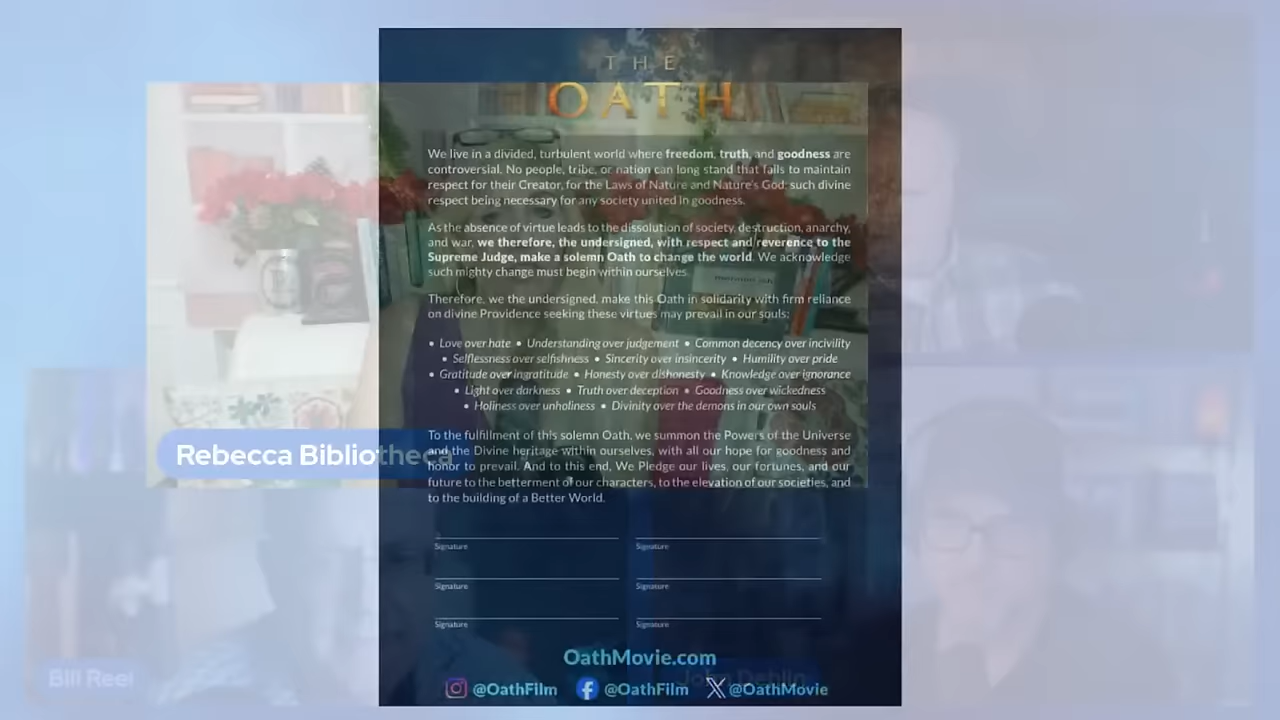 THE
OATH
We live in a divided, turbulent world where freedom, truth, and goodness are
controversial. No people, tribe, or nation can long stand that fails to maintain
respect for their Creator, for the Laws of Nature and Nature's God: such divine
respect being necessary for any society united in goodness.
As the absence of virtue leads to the dissolution of society, destruction, anarchy,
and war, we therefore, the undersigned, with respect and reverence to the
Supreme Judge, make a solemn Oath to change the world. We acknowledge
such mighty change must begin within ourselves.
Therefore, we the undersigned, make this Oath in solidarity with firm reliance
on divine Providence seeking these virtues may prevail in our souls:
• Love over hate • Understanding over judgement • Common decency over incivility
• Selflessness over selfishness • Sincerity over insincerity • Humility over pride
• Gratitude over ingratitude • Honesty over dishonesty • Knowledge over ignorance
• Light over darkness • Truth over deception • Goodness over wickedness
• Holiness over unholiness • Divinity over the demons in our own souls
To the fulfillment of this solemn Oath, we summon the Powers of the Universe
and the Divine heritage within ourselves, with all our hope for goodness and
honor to prevail. And to this end, We Pledge our lives, our fortunes, and our
future to the betterment of our characters, to the elevation of our societies, and
to the building of a Better World.
Signature Signature
Signature Signature
Signature Signature
OathMovie.com
@OathFilm @OathFilm @OathMovie
Rebecca Bibliotheca
Bill Reel
John Dehlin